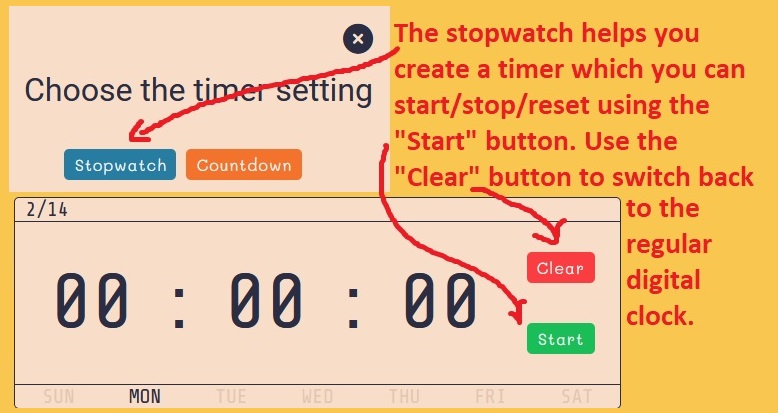 Choose the timer setting
Stopwatch Countdown
The stopwatch helps you
create a timer which you can
start/stop/reset using the
"Start" button. Use the
"Clear" button to switch back
to the
regular
digital
clock.
2/14
00 : 00 : 00
Clear
Start
SUN MON TUE WED THU FRI SAT